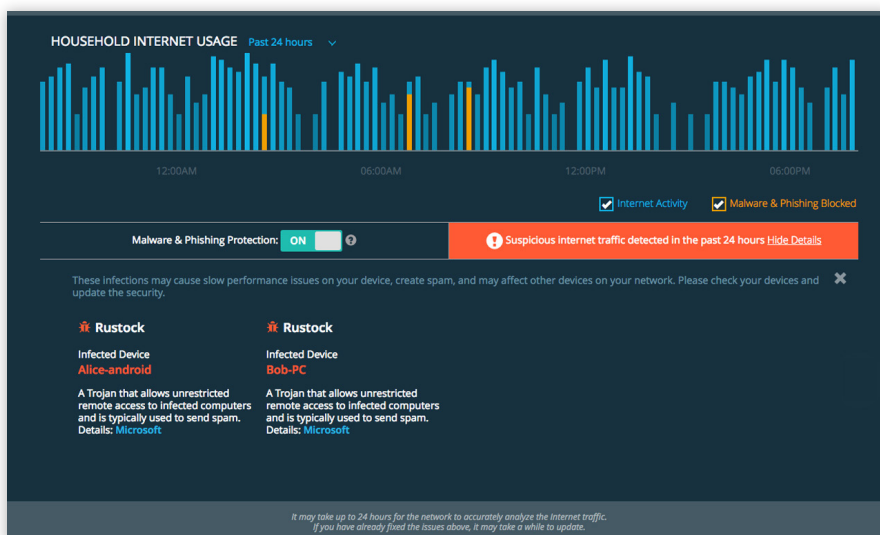 HOUSEHOLD INTERNET USAGE Past 24 hours
12:00AM 06:00AM 12:00PM 06:00PM
Internet Activity Malware & Phishing Blocked
Malware & Phishing Protection: ON ? ! Suspicious internet traffic detected in the past 24 hours Hide Details
These infections may cause slow performance issues on your device, create spam, and may affect other devices on your network. Please check your devices and
update the security.
Rustock
Infected Device
Alice-android
A Trojan that allows unrestricted
remote access to infected computers
and is typically used to send spam.
Details: Microsoft
Rustock
Infected Device
Bob-PC
A Trojan that allows unrestricted
remote access to infected computers
and is typically used to send spam.
Details: Microsoft
It may take up to 24 hours for the network to accurately analyze the Internet traffic.
If you have already fixed the issues above, it may take a while to update.